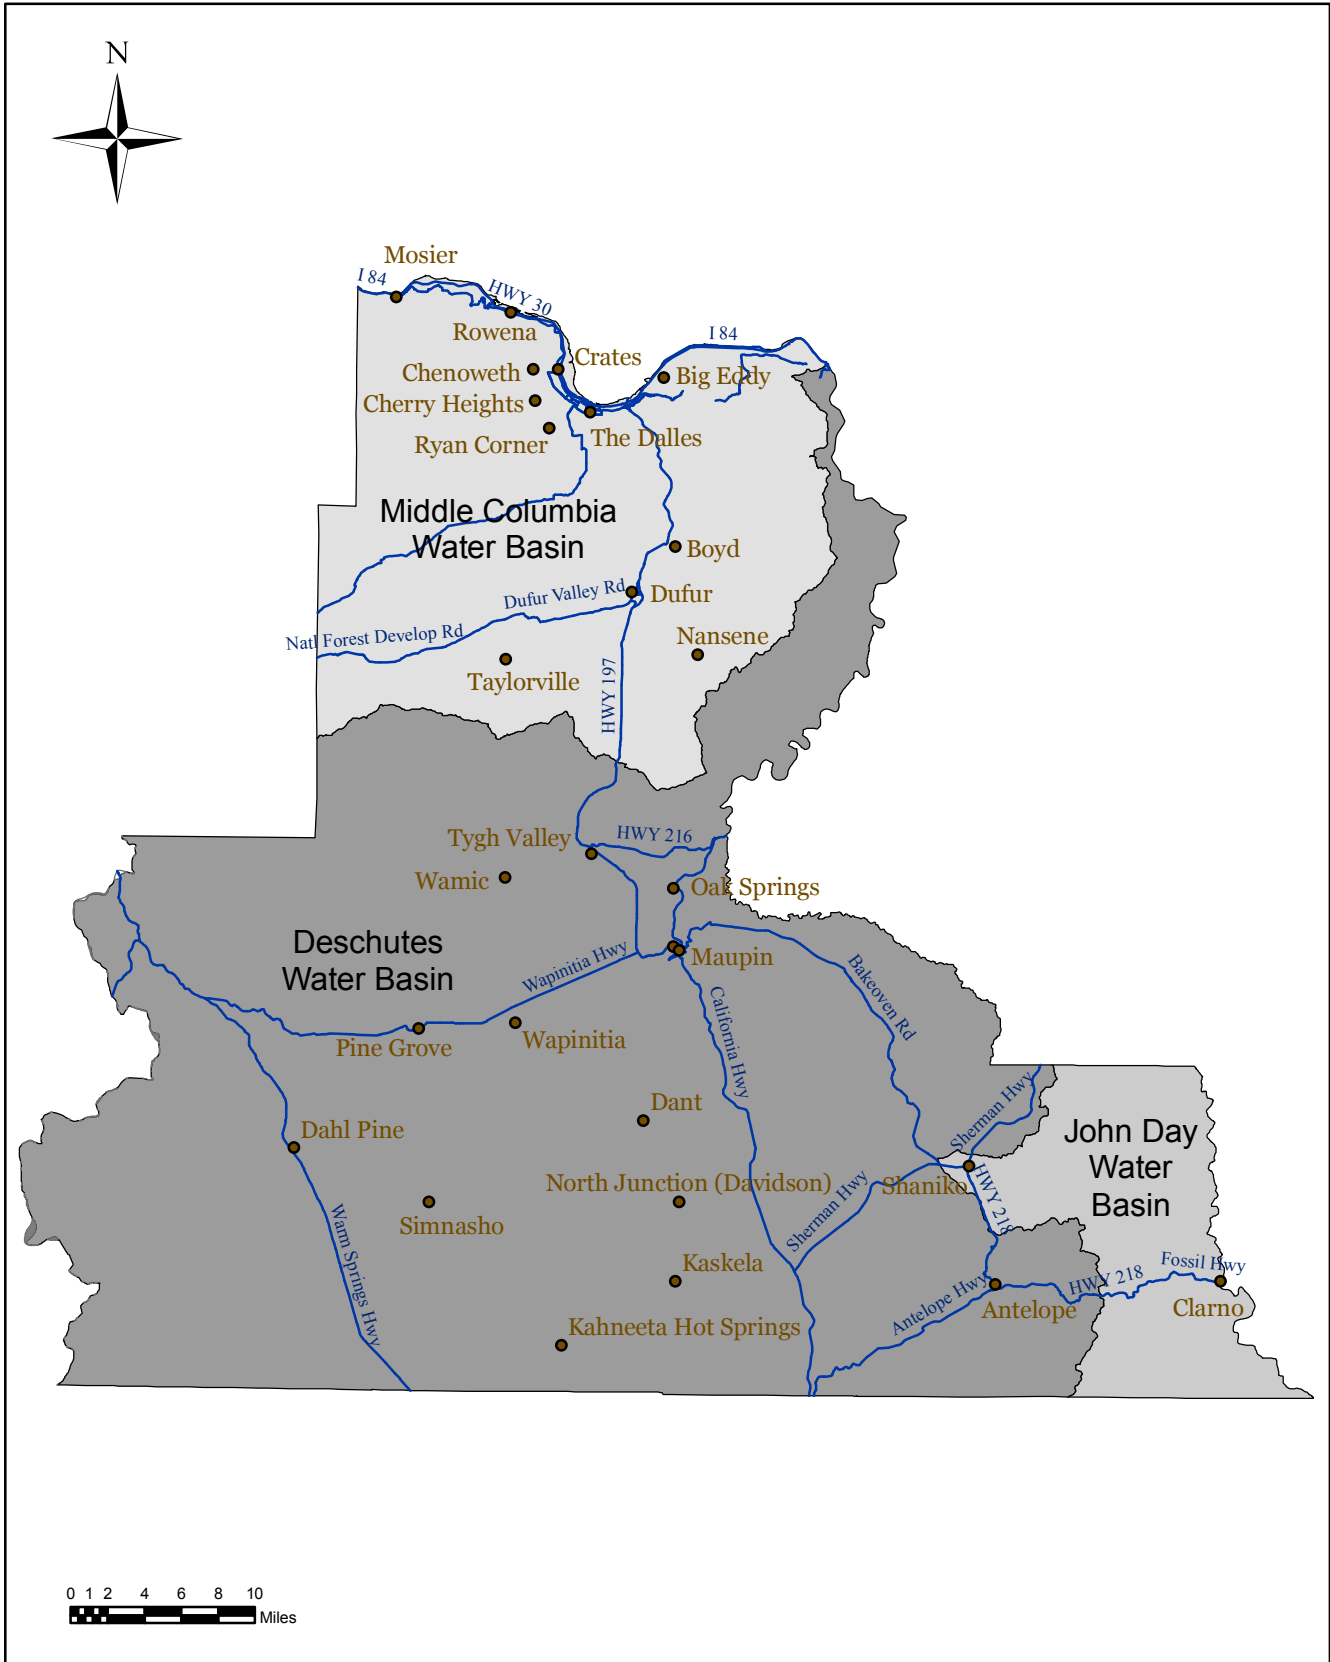 N
Mosier
I 84
HWY 30
Rowena
I 84
Crates
Chenoweth
Big Eddy
Cherry Heights
The Dalles
Ryan Corner
Middle Columbia
Water Basin
Boyd
Dufur Valley Rd
Dufur
Natl Forest Develop Rd
Nansene
Taylorville
HWY 197
Tygh Valley
HWY 216
Wamic
Oak Springs
Deschutes
Water Basin
Wapinitia Hwy
Maupin
Bakeoven Rd
California Hwy
Pine Grove
Wapinitia
Dant
Sherman Hwy
Dahl Pine
John Day
Water
Basin
North Junction (Davidson)
Shaniko
HWY 218
Simnasho
Sherman Hwy
Warm Springs Hwy
Kaskela
Fossil Hwy
HWY 218
Antelope Hwy
Antelope
Clarno
Kahneeta Hot Springs
0 1 2 4 6 8 10
Miles